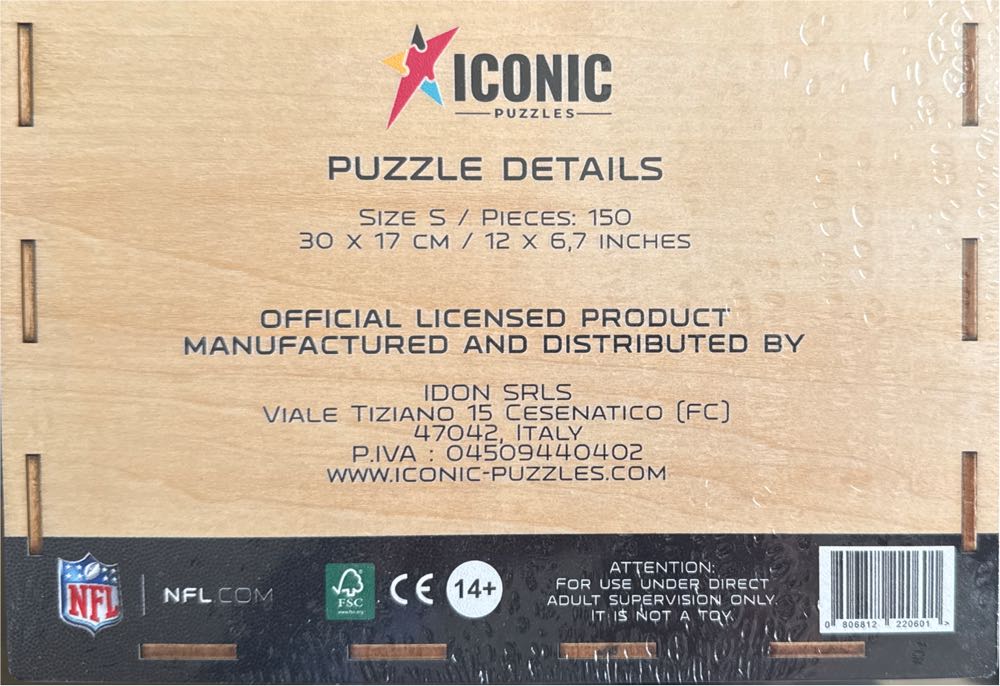 ICONIC
PUZZLES
PUZZLE DETAILS
SIZE S / PIECES: 150
30 X 17 CM / 12 X 6,7 INCHES
OFFICIAL LICENSED PRODUCT
MANUFACTURED AND DISTRIBUTED BY
IDON SRLS
VIALE TIZIANO 15 CESENATICO (FC)
47042, ITALY
P.IVA : 04509440402
WWW.ICONIC-PUZZLES.COM
NFL
NFL.COM
FSC
www.fsc.org
CE
14+
ATTENTION:
FOR USE UNDER DIRECT
ADULT SUPERVISION ONLY.
IT IS NOT A TOY.
0 806812 220601 >